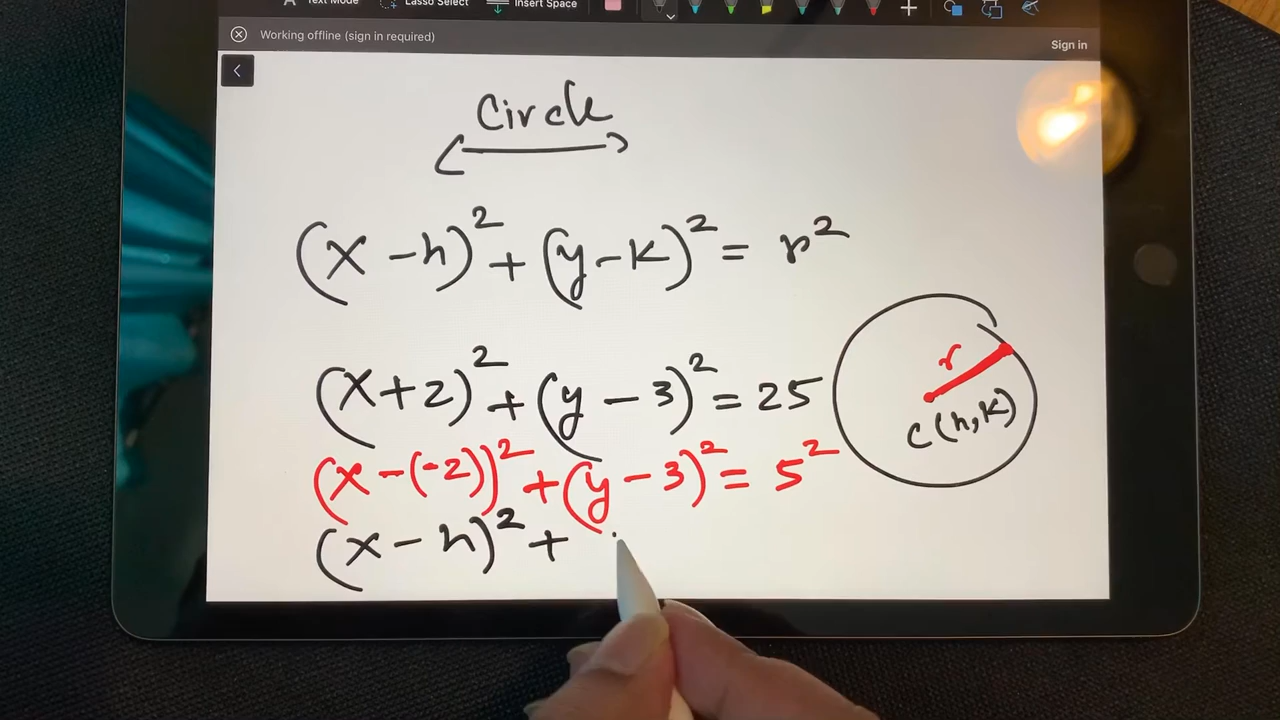 Text Mode Lasso Select Insert Space
Working offline (sign in required)
Sign in
Circle
(x-h)² + (y-k)² = r²
(x+2)² + (y-3)² = 25
r
c(h,k)
(x-(-2))² + (y-3)² = 5²
(x-h)² +